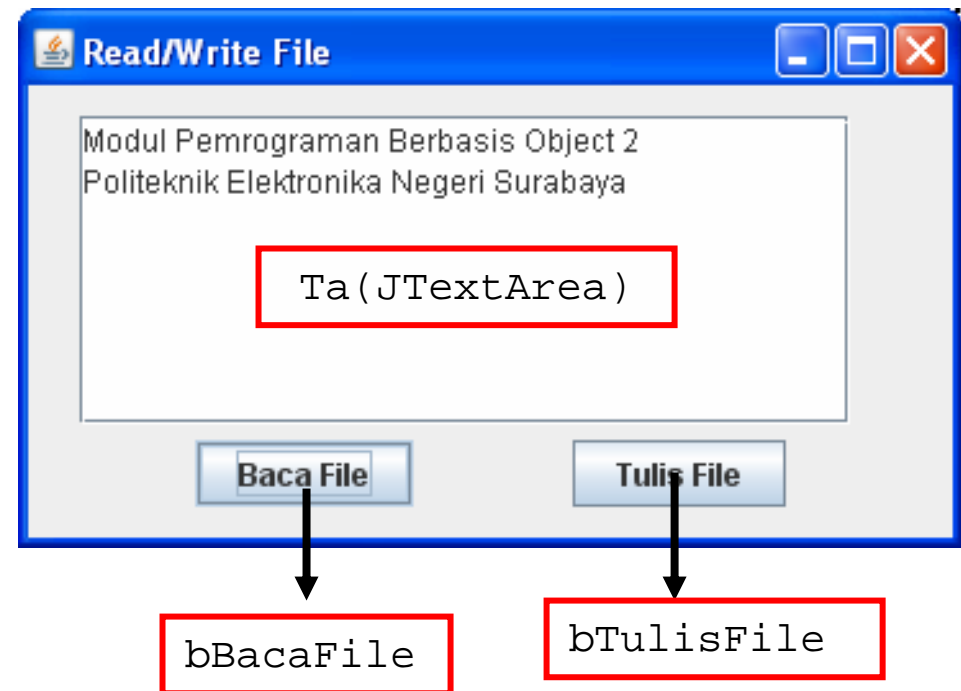 Read/Write File
Modul Pemrograman Berbasis Object 2
Politeknik Elektronika Negeri Surabaya
Ta(JTextArea)
Baca File
Tulis File
bBacaFile
bTulisFile